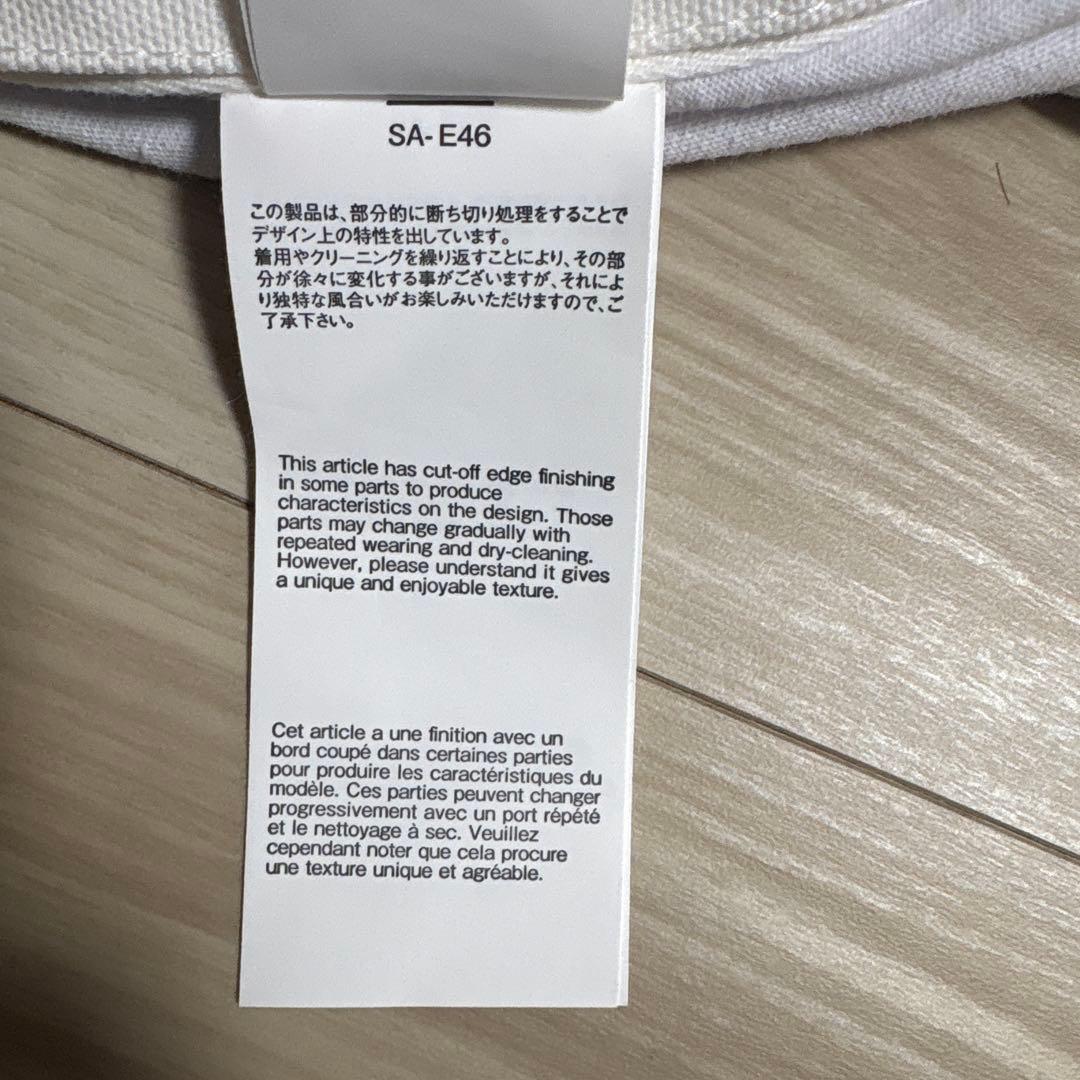 SA-E46
この製品は、部分的に断ち切り処理をすることで
デザイン上の特性を出しています。
着用やクリーニングを繰り返すことにより、その部
分が徐々に変化する事がございますが、それによ
り独特な風合いがお楽しみいただけますので、ご
了承下さい。
This article has cut-off edge finishing
in some parts to produce
characteristics on the design. Those
parts may change gradually with
repeated wearing and dry-cleaning.
However, please understand it gives
a unique and enjoyable texture.
Cet article a une finition avec un
bord coupé dans certaines parties
pour produire les caractéristiques du
modèle. Ces parties peuvent changer
progressivement avec un port répété
et le nettoyage à sec. Veuillez
cependant noter que cela procure
une texture unique et agréable.